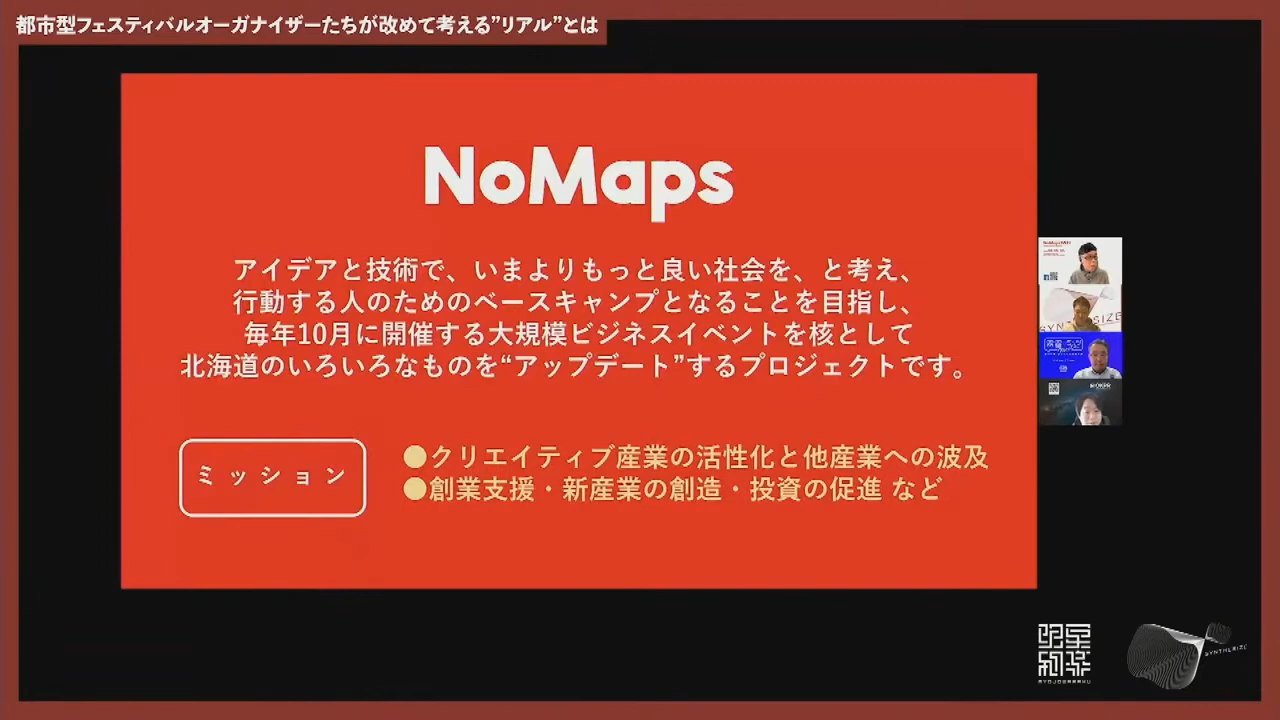 都市型フェスティバルオーガナイザーたちが改めて考える”リアル”とは
NoMaps
アイデアと技術で、いまよりもっと良い社会を、と考え、
行動する人のためのベースキャンプとなることを目指し、
毎年10月に開催する大規模ビジネスイベントを核として
北海道のいろいろなものを“アップデート”するプロジェクトです。
ミッション
●クリエイティブ産業の活性化と他産業への波及
●創業支援・新産業の創造・投資の促進 など
SYNTHESIZE